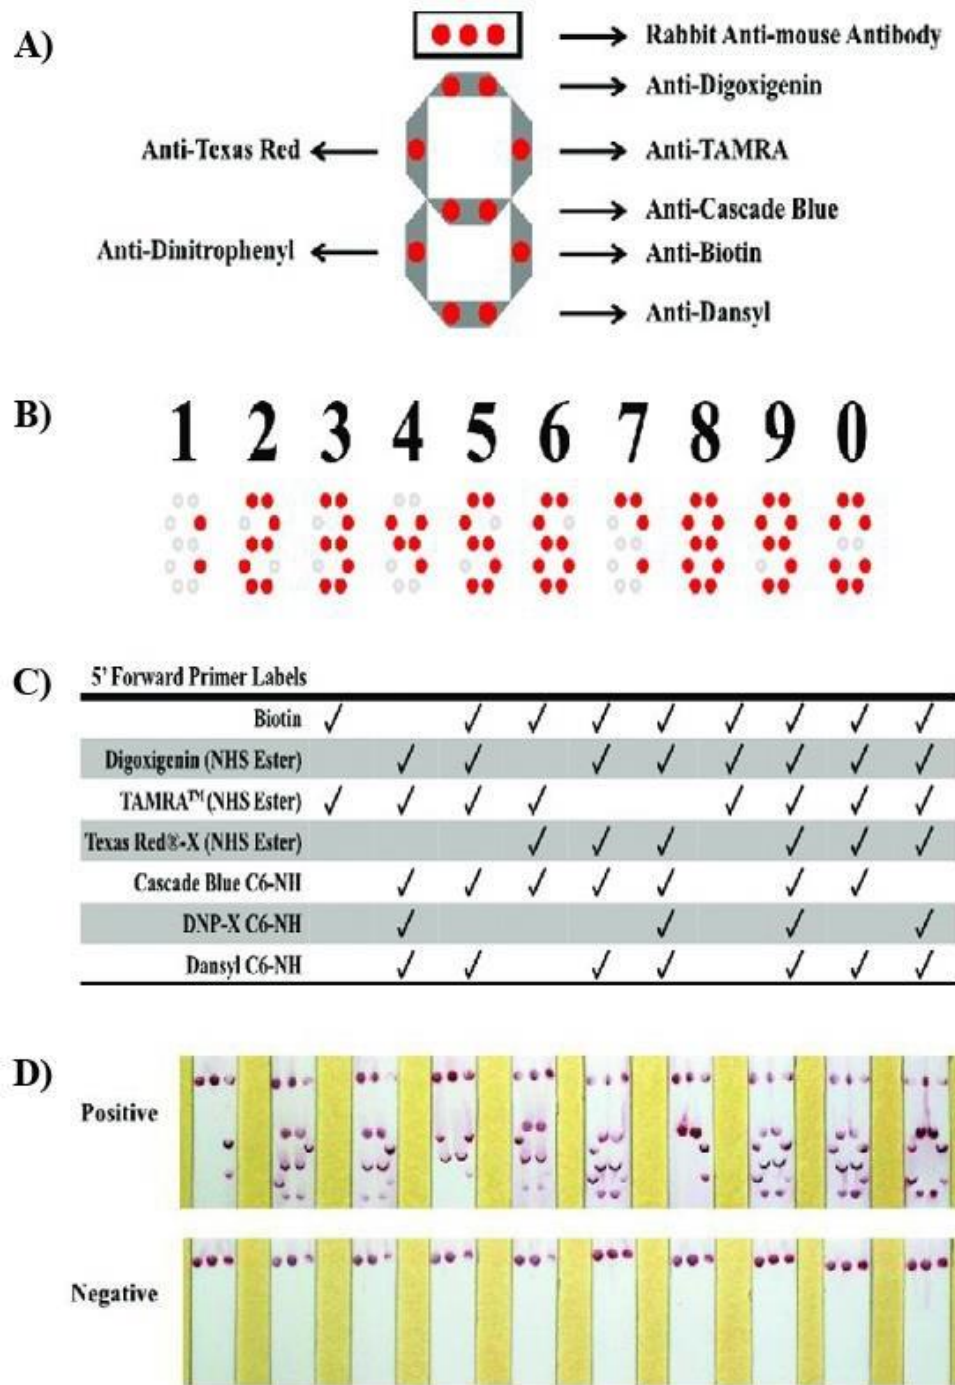 A)
Rabbit Anti-mouse Antibody
Anti-Digoxigenin
Anti-Texas Red
Anti-TAMRA
Anti-Cascade Blue
Anti-Dinitrophenyl
Anti-Biotin
Anti-Dansyl
B)
1 2 3 4 5 6 7 8 9 0
C)
5' Forward Primer Labels
Biotin ✓ ✓ ✓ ✓ ✓ ✓ ✓ ✓ ✓
Digoxigenin (NHS Ester) ✓ ✓ ✓ ✓ ✓ ✓ ✓ ✓
TAMRA™ (NHS Ester) ✓ ✓ ✓ ✓ ✓ ✓ ✓ ✓
Texas Red®-X (NHS Ester) ✓ ✓ ✓ ✓ ✓ ✓
Cascade Blue C6-NH ✓ ✓ ✓ ✓ ✓ ✓ ✓
DNP-X C6-NH ✓ ✓ ✓ ✓
Dansyl C6-NH ✓ ✓ ✓ ✓ ✓ ✓ ✓
D)
Positive
Negative